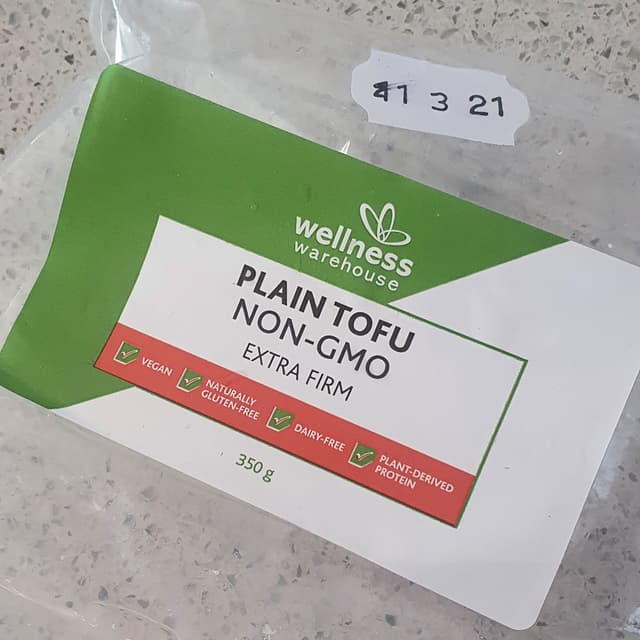 3 21
wellness
warehouse
PLAIN TOFU
NON-GMO
EXTRA FIRM
VEGAN
NATURALLY
GLUTEN-FREE
DAIRY-FREE
PLANT-DERIVED
PROTEIN
350 g